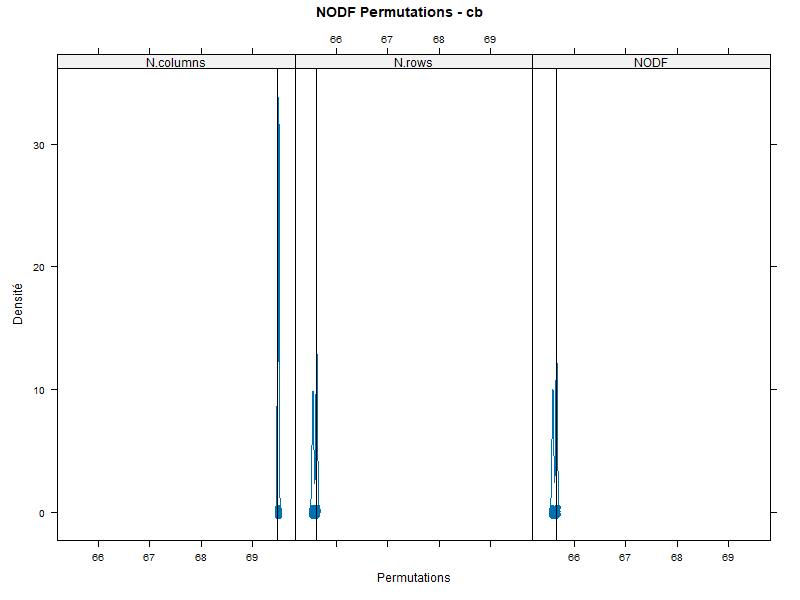 NODF Permutations - cb
66 67 68 69
N.columns N.rows NODF
30
20
10
0
Densité
66 67 68 69 66 67 68 69
Permutations